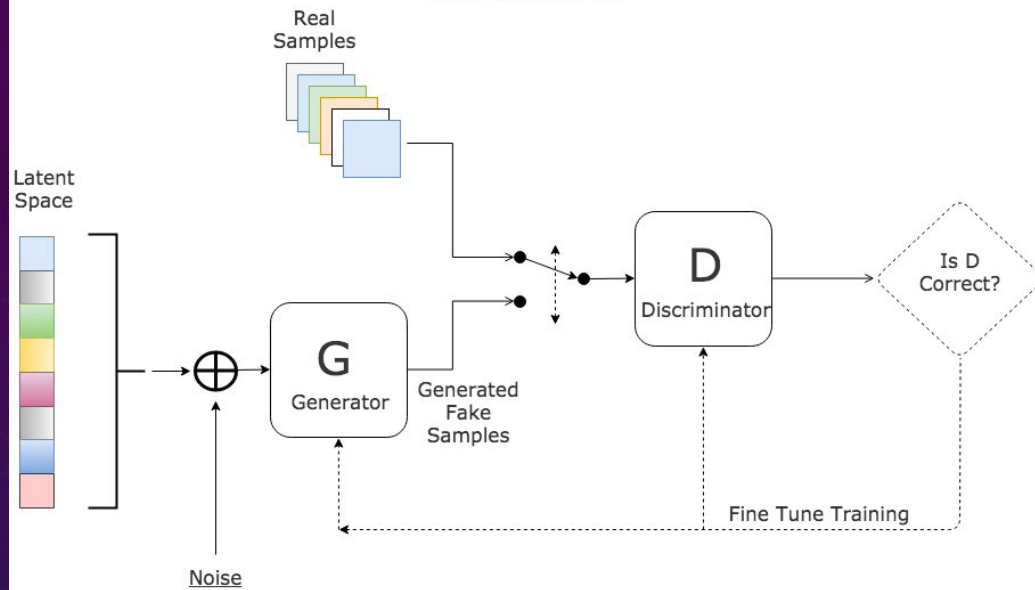 Real
Samples
Latent
Space
D
Discriminator
Is D
Correct?
G
Generator
Generated
Fake
Samples
Fine Tune Training
Noise